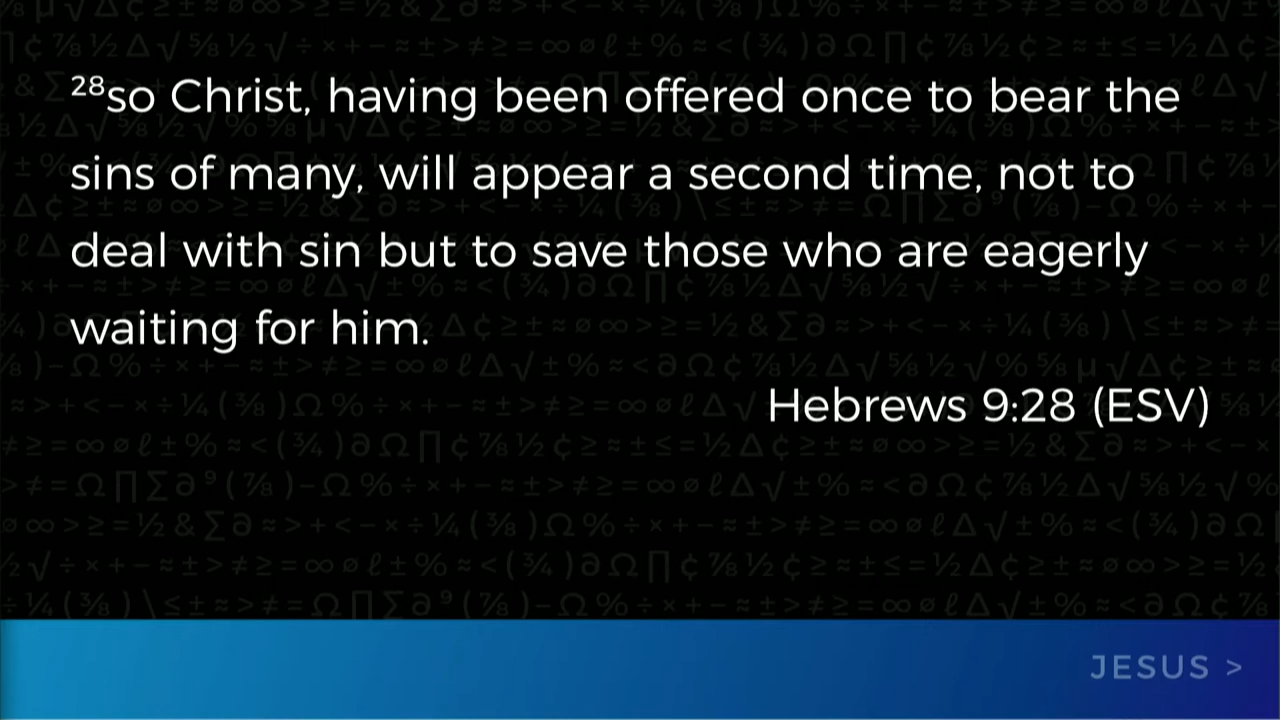 ²⁸so Christ, having been offered once to bear the
sins of many, will appear a second time, not to
deal with sin but to save those who are eagerly
waiting for him.
Hebrews 9:28 (ESV)
JESUS >